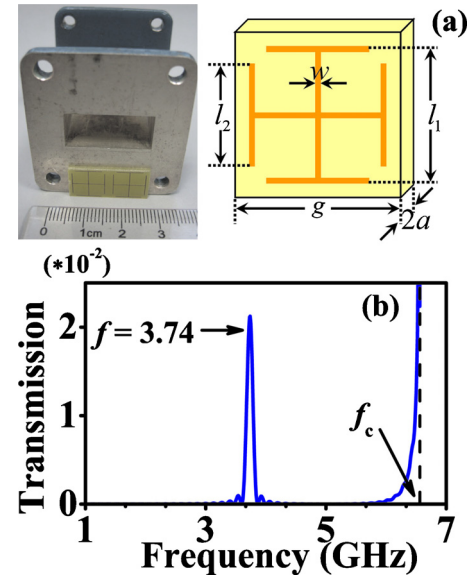 (a)
w
l₂
l₁
g
2a
0 1cm 2 3
(*10⁻²)
(b)
2
f = 3.74
1
f_c
0
1 3 5 7
Transmission
Frequency (GHz)